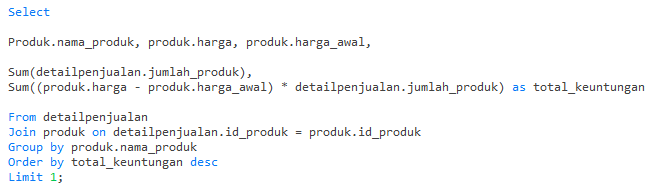 Select
Produk.nama_produk, produk.harga, produk.harga_awal,
Sum(detailpenjualan.jumlah_produk),
Sum((produk.harga - produk.harga_awal) * detailpenjualan.jumlah_produk) as total_keuntungan
From detailpenjualan
Join produk on detailpenjualan.id_produk = produk.id_produk
Group by produk.nama_produk
Order by total_keuntungan desc
Limit 1;